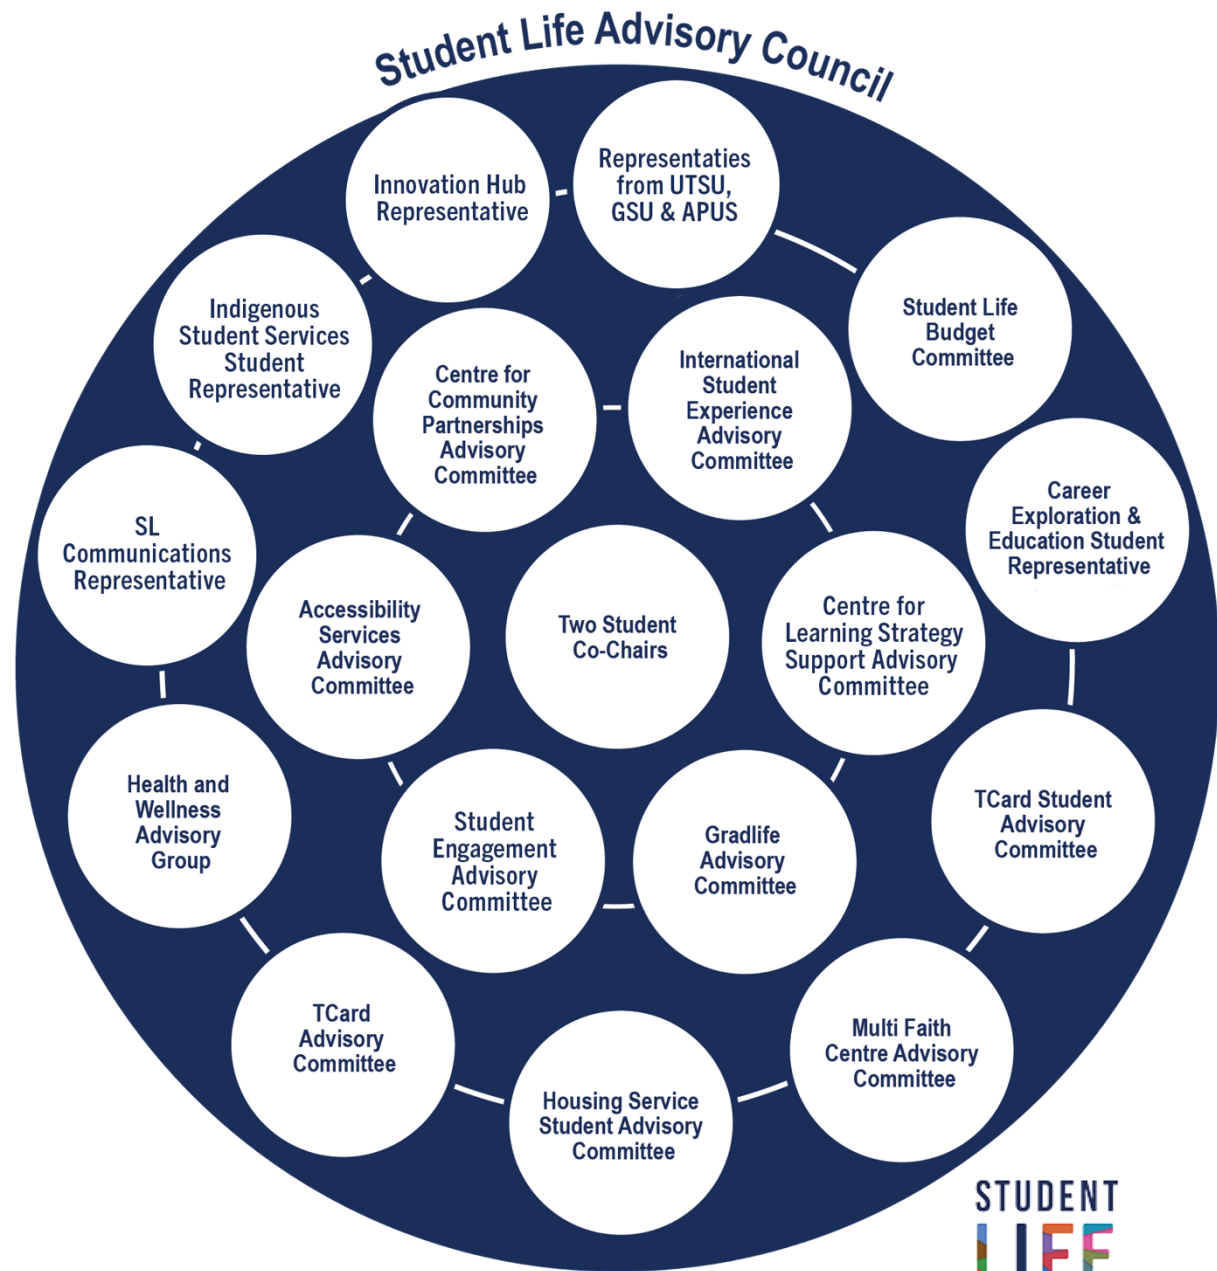 Student Life Advisory Council
Innovation Hub
Representative
Representaties
from UTSU,
GSU & APUS
Indigenous
Student Services
Student
Representative
Student Life
Budget
Committee
Centre for
Community
Partnerships
Advisory
Committee
International
Student
Experience
Advisory
Committee
SL
Communications
Representative
Career
Exploration &
Education Student
Representative
Accessibility
Services
Advisory
Committee
Two Student
Co-Chairs
Centre for
Learning Strategy
Support Advisory
Committee
Health and
Wellness
Advisory
Group
Student
Engagement
Advisory
Committee
Gradlife
Advisory
Committee
TCard Student
Advisory
Committee
TCard
Advisory
Committee
Housing Service
Student Advisory
Committee
Multi Faith
Centre Advisory
Committee
STUDENT
LIFE